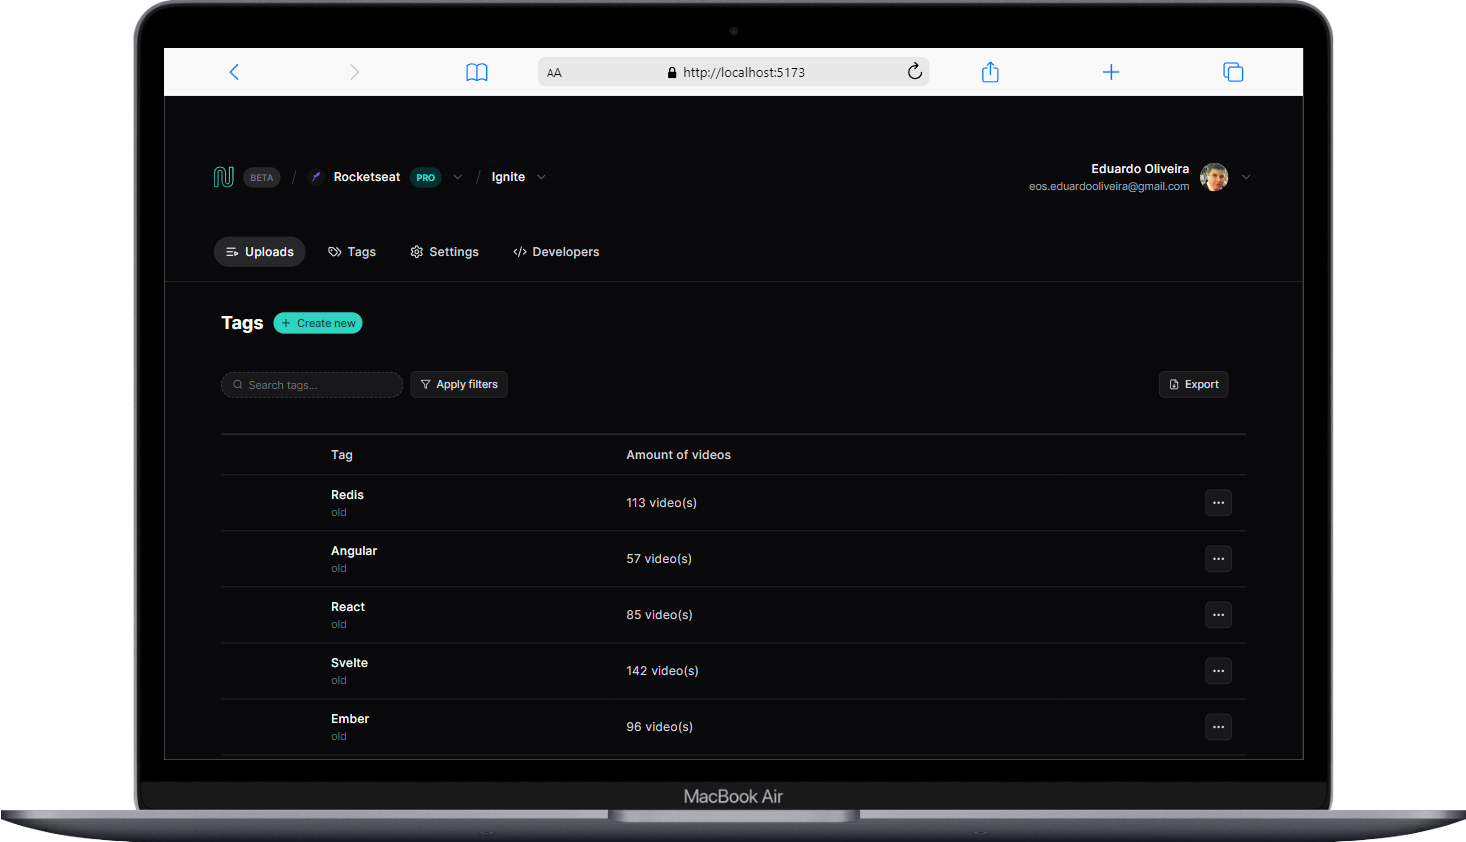 AA http://localhost:5173
BETA / Rocketseat PRO / Ignite
Eduardo Oliveira
eos.eduardooliveira@gmail.com
Uploads Tags Settings </> Developers
Tags + Create new
Search tags... Apply filters Export
Tag Amount of videos
Redis
old
113 video(s)
Angular
old
57 video(s)
React
old
85 video(s)
Svelte
old
142 video(s)
Ember
old
96 video(s)
MacBook Air